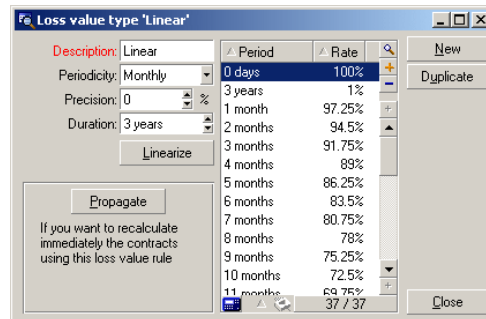 Loss value type 'Linear'
Description: Linear
Periodicity: Monthly
Precision: 0 %
Duration: 3 years
Linearize
Propagate
If you want to recalculate
immediately the contracts
using this loss value rule
Period Rate
0 days 100%
3 years 1%
1 month 97.25%
2 months 94.5%
3 months 91.75%
4 months 89%
5 months 86.25%
6 months 83.5%
7 months 80.75%
8 months 78%
9 months 75.25%
10 months 72.5%
11 months 69.75%
37 / 37
New
Duplicate
Close